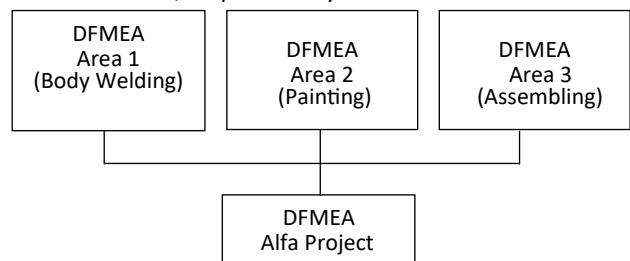 DFMEA
Area 1
(Body Welding)
DFMEA
Area 2
(Painting)
DFMEA
Area 3
(Assembling)
DFMEA
Alfa Project